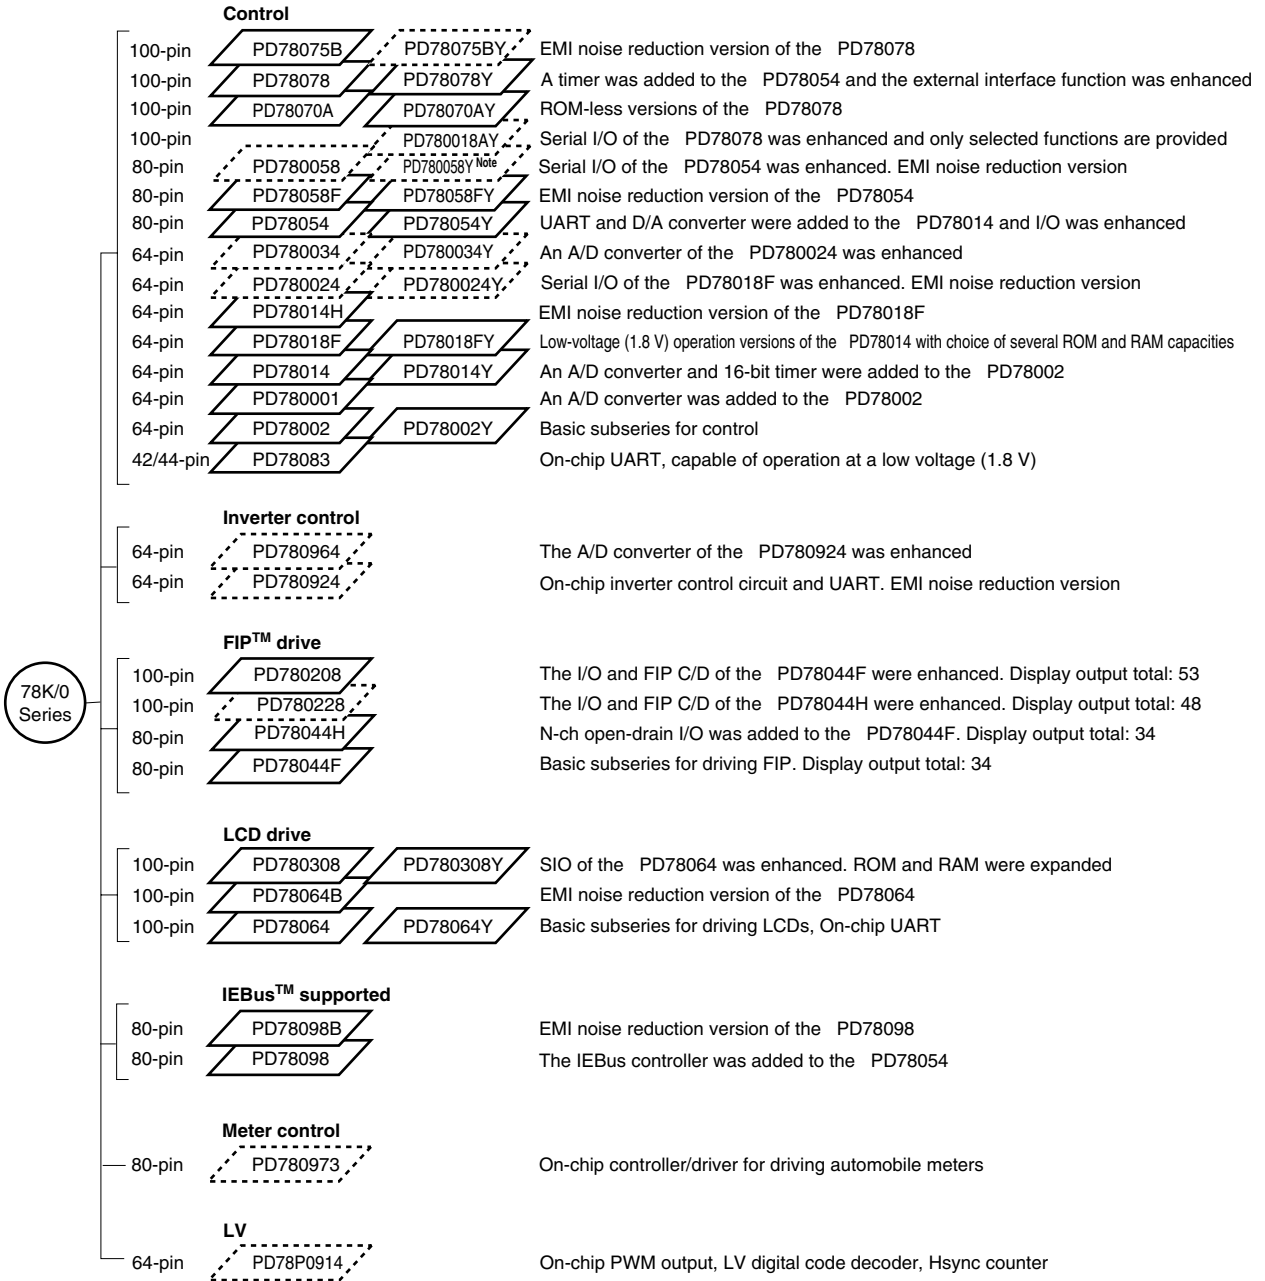 Control
100-pin PD78075B PD78075BY EMI noise reduction version of the PD78078
100-pin PD78078 PD78078Y A timer was added to the PD78054 and the external interface function was enhanced
100-pin PD78070A PD78070AY ROM-less versions of the PD78078
100-pin PD780018AY Serial I/O of the PD78078 was enhanced and only selected functions are provided
80-pin PD780058 PD780058Y Note Serial I/O of the PD78054 was enhanced. EMI noise reduction version
80-pin PD78058F PD78058FY EMI noise reduction version of the PD78054
80-pin PD78054 PD78054Y UART and D/A converter were added to the PD78014 and I/O was enhanced
64-pin PD780034 PD780034Y An A/D converter of the PD780024 was enhanced
64-pin PD780024 PD780024Y Serial I/O of the PD78018F was enhanced. EMI noise reduction version
64-pin PD78014H EMI noise reduction version of the PD78018F
64-pin PD78018F PD78018FY Low-voltage (1.8 V) operation versions of the PD78014 with choice of several ROM and RAM capacities
64-pin PD78014 PD78014Y An A/D converter and 16-bit timer were added to the PD78002
64-pin PD780001 An A/D converter was added to the PD78002
64-pin PD78002 PD78002Y Basic subseries for control
42/44-pin PD78083 On-chip UART, capable of operation at a low voltage (1.8 V)
Inverter control
64-pin PD780964 The A/D converter of the PD780924 was enhanced
64-pin PD780924 On-chip inverter control circuit and UART. EMI noise reduction version
FIP™ drive
78K/0 Series
100-pin PD780208 The I/O and FIP C/D of the PD78044F were enhanced. Display output total: 53
100-pin PD780228 The I/O and FIP C/D of the PD78044H were enhanced. Display output total: 48
80-pin PD78044H N-ch open-drain I/O was added to the PD78044F. Display output total: 34
80-pin PD78044F Basic subseries for driving FIP. Display output total: 34
LCD drive
100-pin PD780308 PD780308Y SIO of the PD78064 was enhanced. ROM and RAM were expanded
100-pin PD78064B EMI noise reduction version of the PD78064
100-pin PD78064 PD78064Y Basic subseries for driving LCDs, On-chip UART
IEBus™ supported
80-pin PD78098B EMI noise reduction version of the PD78098
80-pin PD78098 The IEBus controller was added to the PD78054
Meter control
80-pin PD780973 On-chip controller/driver for driving automobile meters
LV
64-pin PD78P0914 On-chip PWM output, LV digital code decoder, Hsync counter